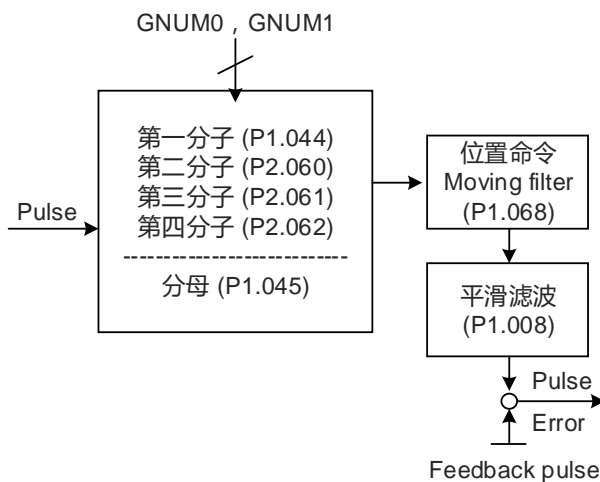 GNUM0 , GNUM1
第一分子 (P1.044)
第二分子 (P2.060)
第三分子 (P2.061)
第四分子 (P2.062)
----------------------------
分母 (P1.045)
Pulse
位置命令
Moving filter
(P1.068)
平滑滤波
(P1.008)
Pulse
Error
Feedback pulse